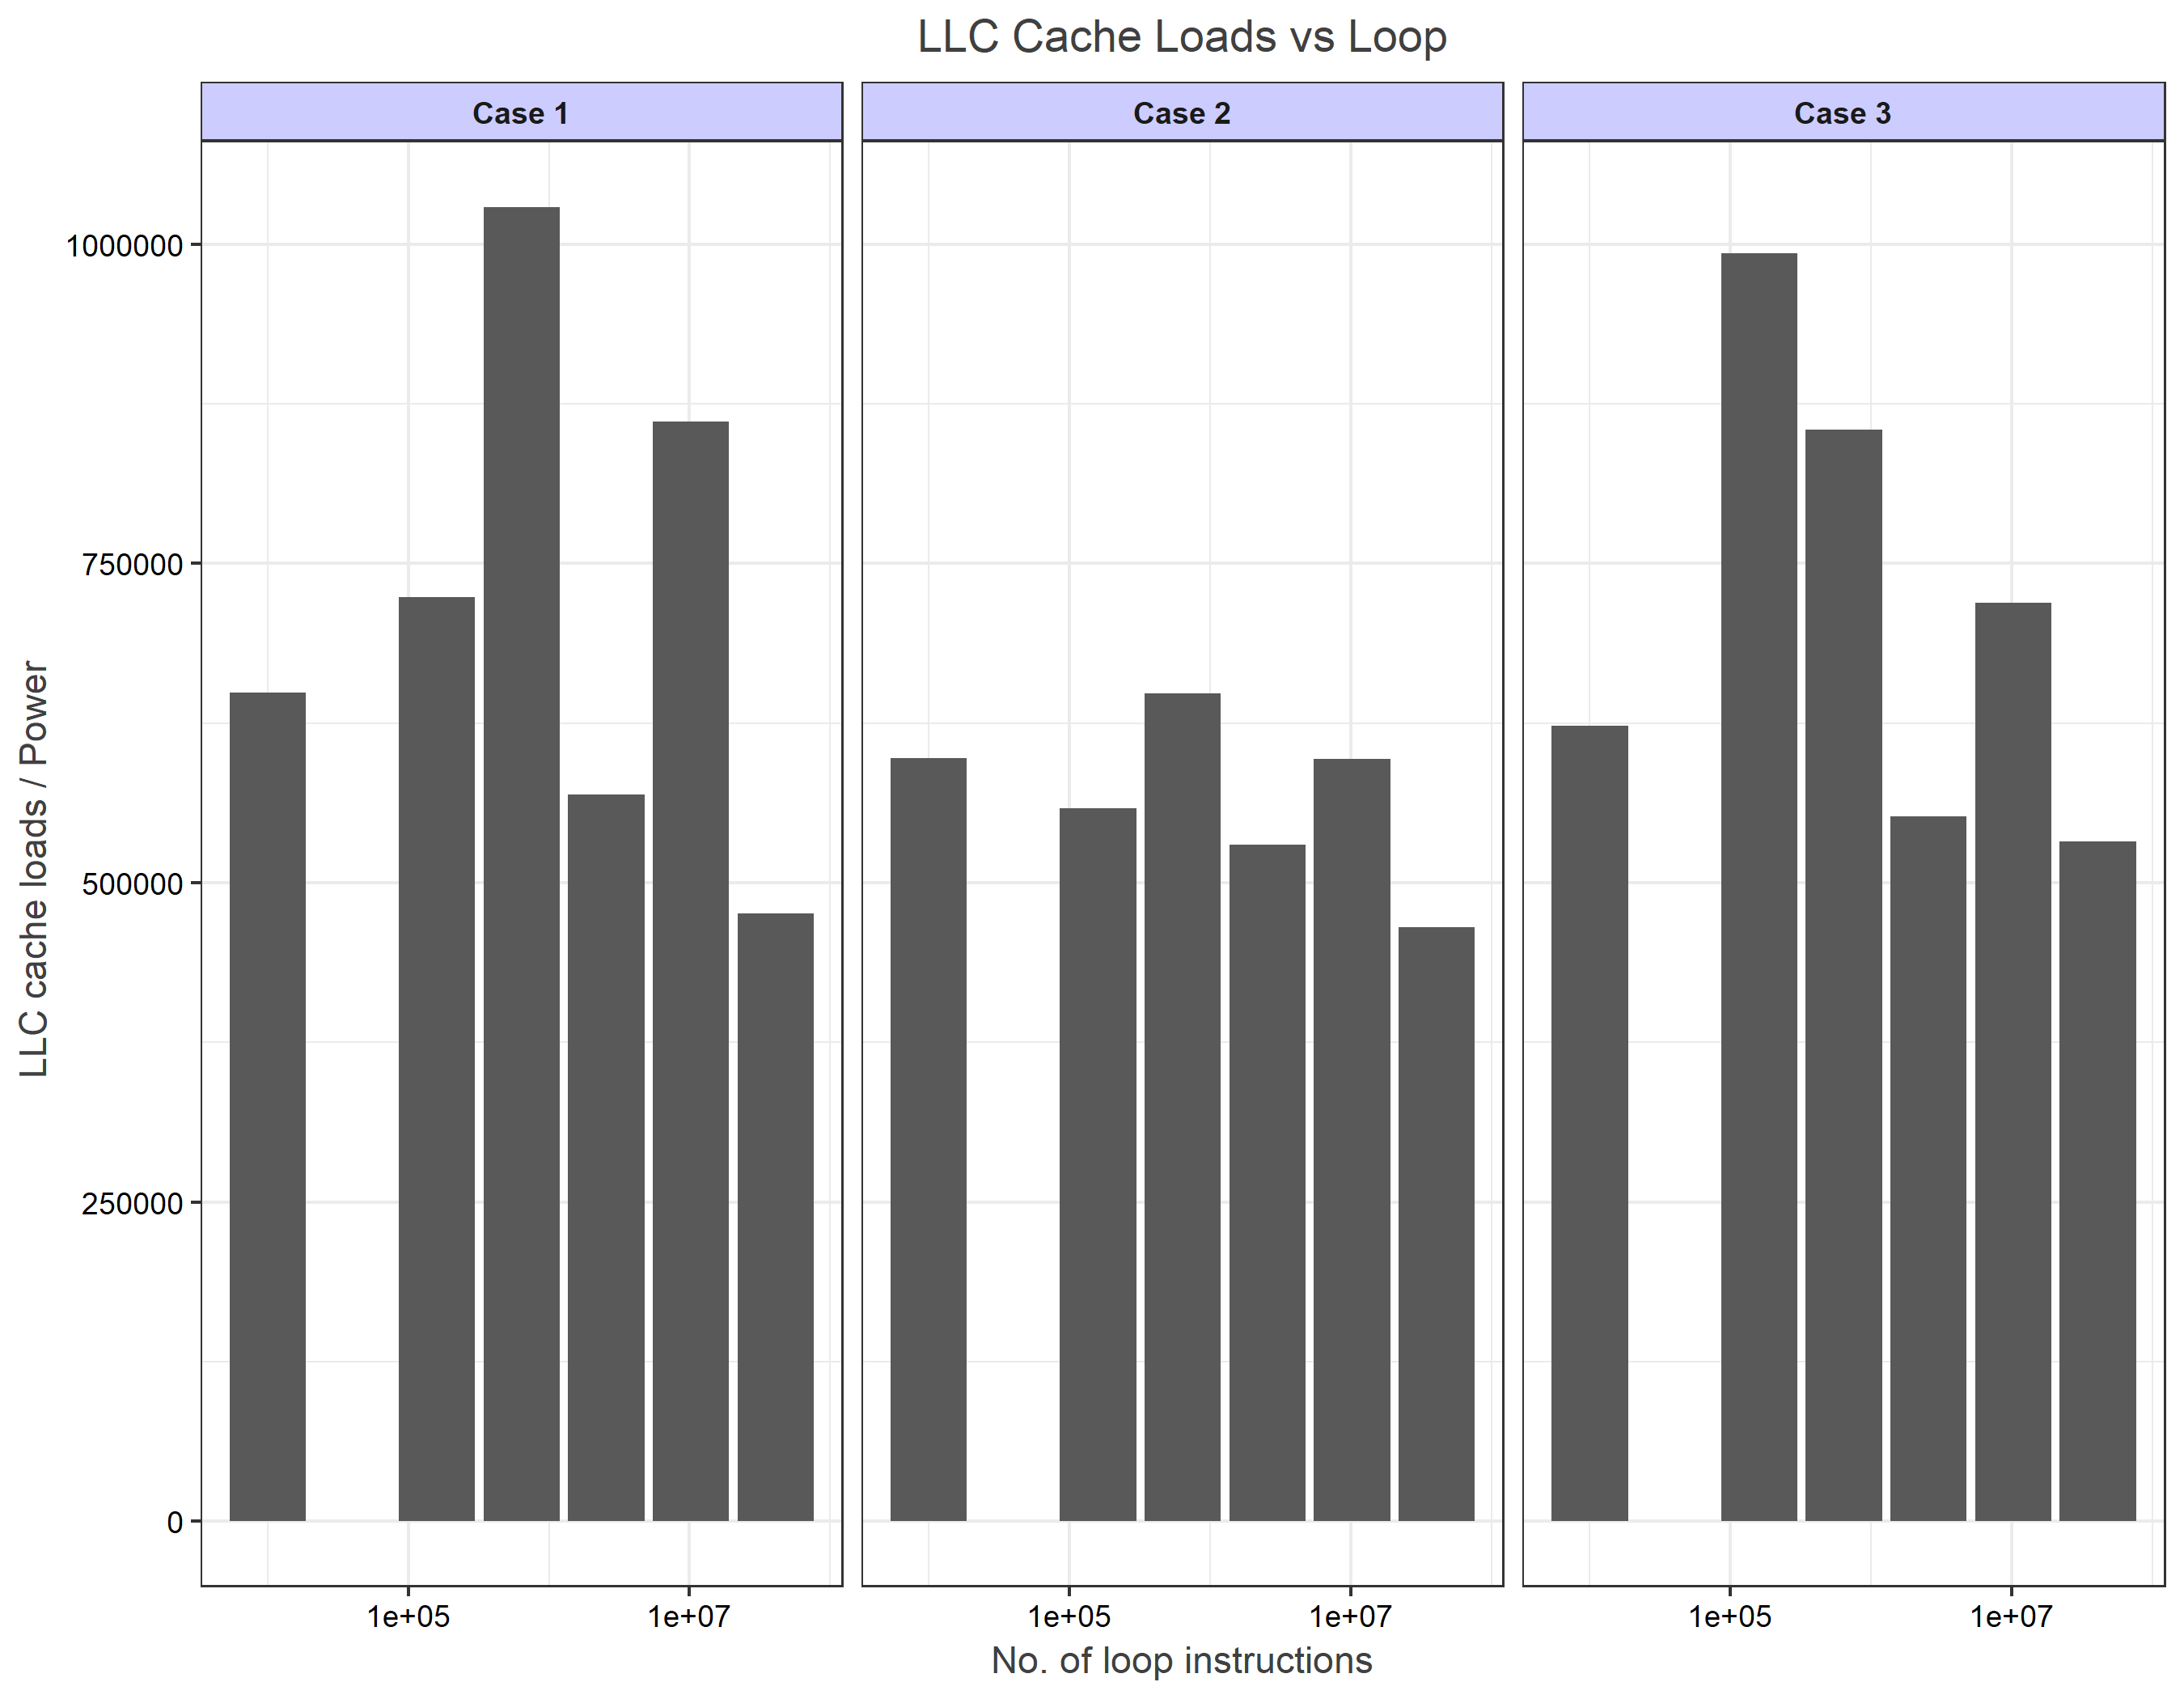 LLC Cache Loads vs Loop
Case 1
Case 2
Case 3
LLC cache loads / Power
1000000
750000
500000
250000
0
1e+05
1e+07
1e+05
1e+07
1e+05
1e+07
No. of loop instructions